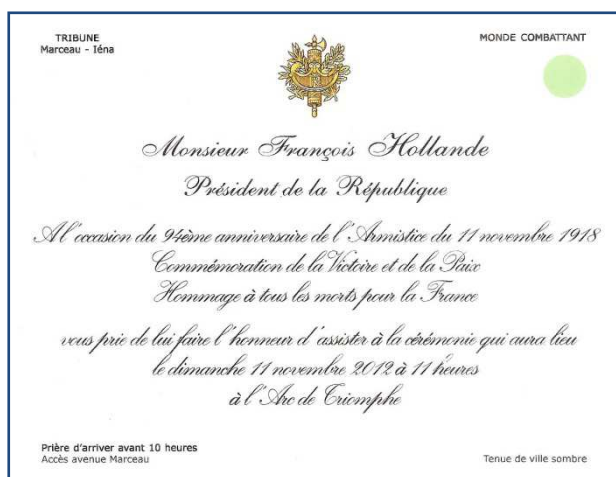 TRIBUNE
Marceau - Iéna
MONDE COMBATTANT
Monsieur François Hollande
Président de la République
A l'occasion du 94ème anniversaire de l'Armistice du 11 novembre 1918
Commémoration de la Victoire et de la Paix
Hommage à tous les morts pour la France
vous prie de lui faire l'honneur d'assister à la cérémonie qui aura lieu
le dimanche 11 novembre 2012 à 11 heures
à l'Arc de Triomphe
Prière d'arriver avant 10 heures
Accès avenue Marceau
Tenue de ville sombre